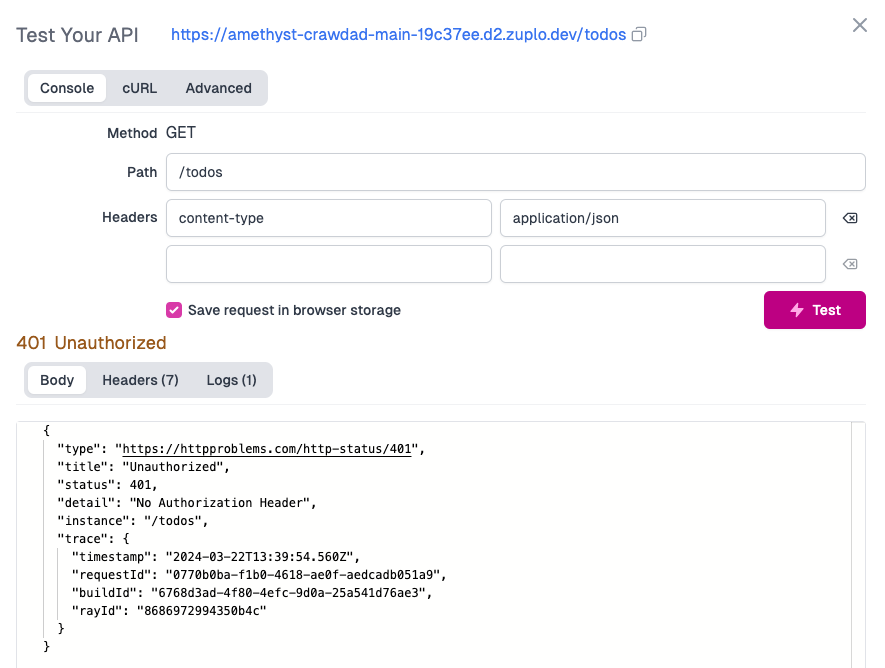 Test Your API https://amethyst-crawdad-main-19c37ee.d2.zuplo.dev/todos
Console cURL Advanced
Method GET
Path /todos
Headers content-type application/json
Save request in browser storage Test
401 Unauthorized
Body Headers (7) Logs (1)
{
  "type": "https://httpproblems.com/http-status/401",
  "title": "Unauthorized",
  "status": 401,
  "detail": "No Authorization Header",
  "instance": "/todos",
  "trace": {
    "timestamp": "2024-03-22T13:39:54.560Z",
    "requestId": "0770b0ba-f1b0-4618-ae0f-aedcadb051a9",
    "buildId": "6768d3ad-4f80-4efc-9d0a-25a541d76ae3",
    "rayId": "8686972994350b4c"
  }
}